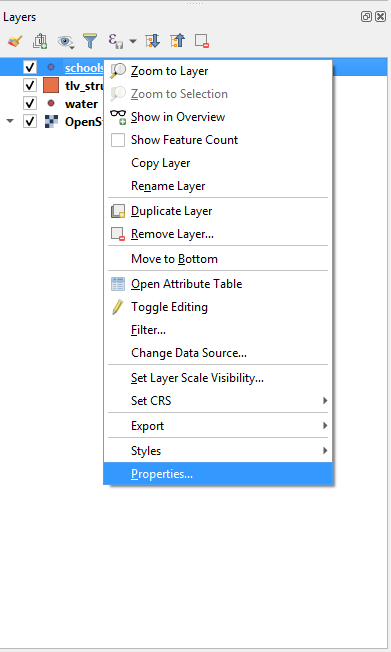 Layers
schools
Zoom to Layer
tlv_stru
Zoom to Selection
water
Show in Overview
OpenS
Show Feature Count
Copy Layer
Rename Layer
Duplicate Layer
Remove Layer...
Move to Bottom
Open Attribute Table
Toggle Editing
Filter...
Change Data Source...
Set Layer Scale Visibility...
Set CRS
Export
Styles
Properties...